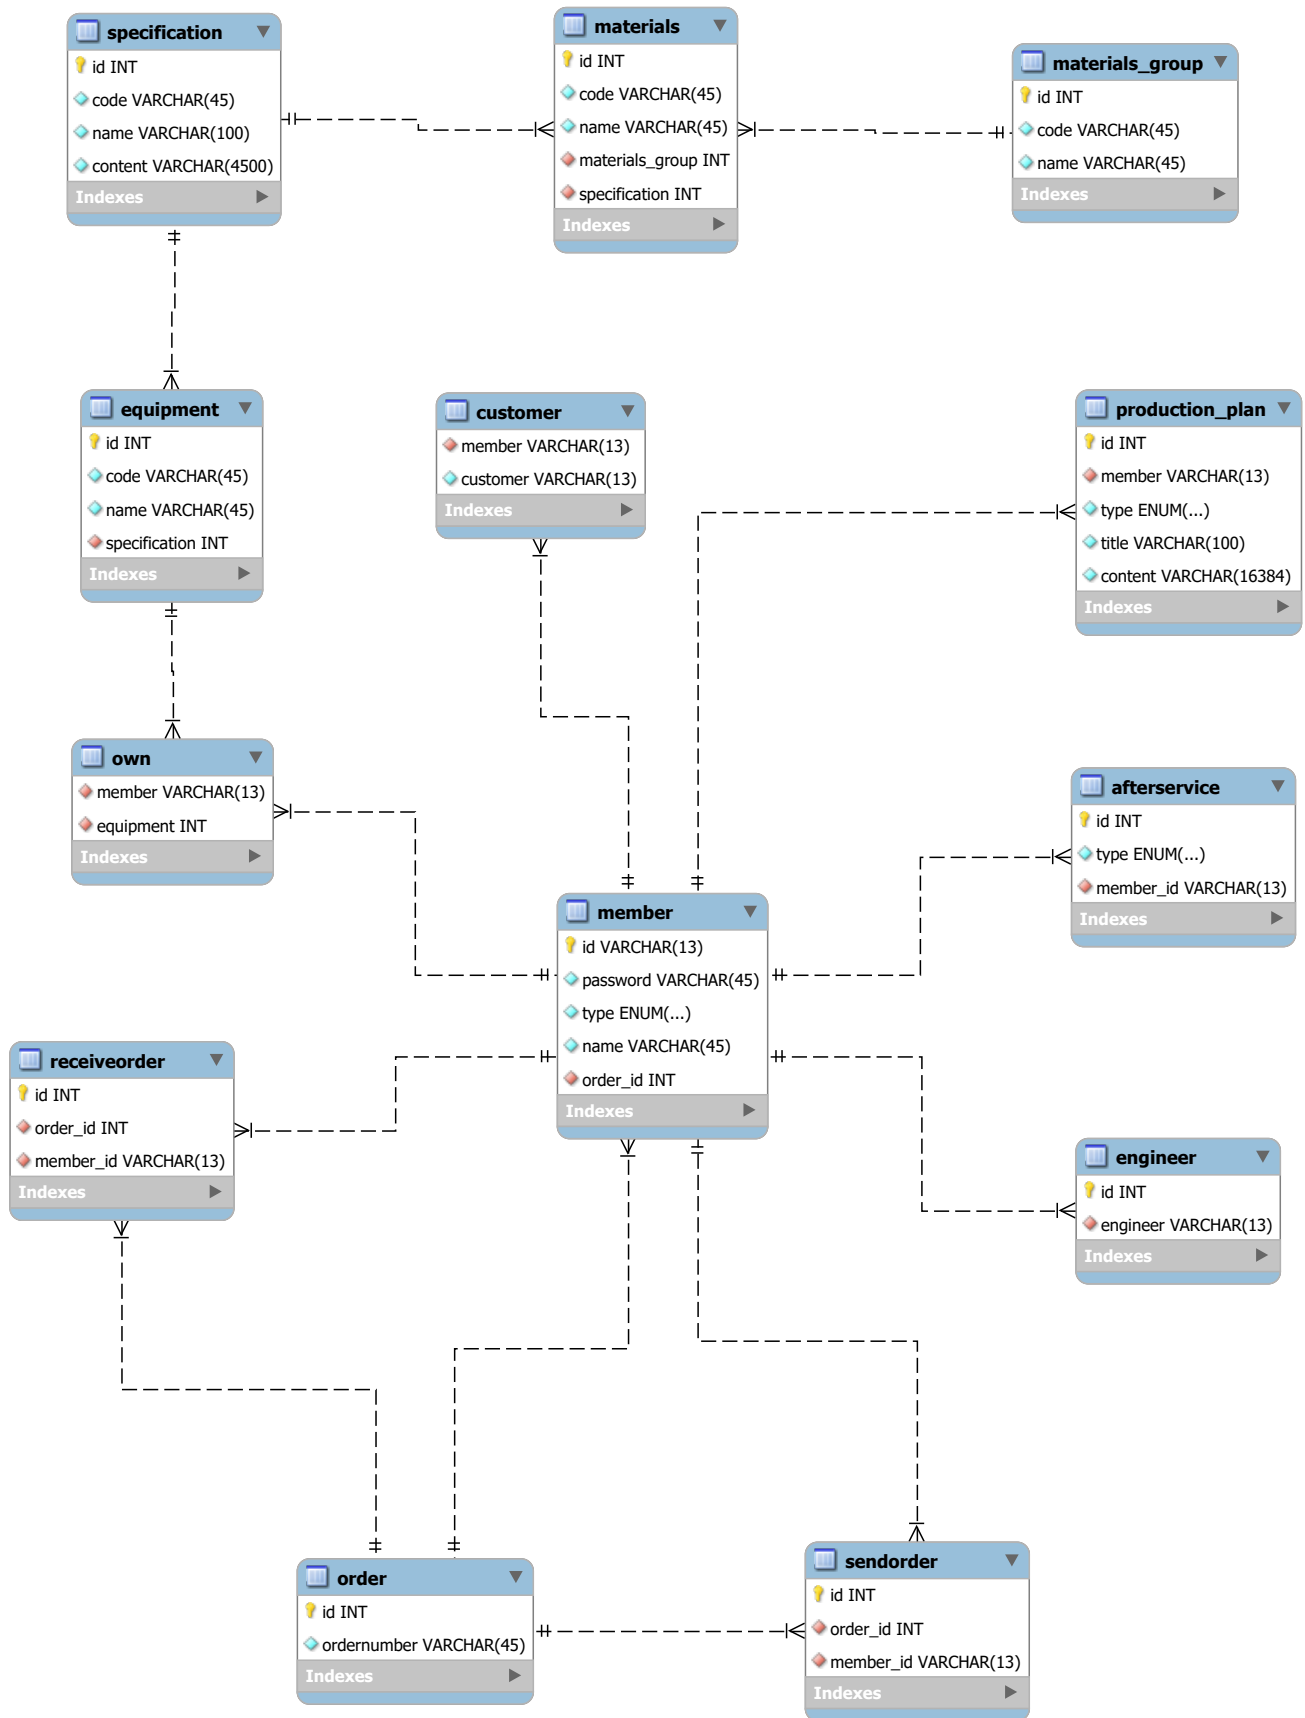 specification
id INT
code VARCHAR(45)
name VARCHAR(100)
content VARCHAR(4500)
Indexes
materials
id INT
code VARCHAR(45)
name VARCHAR(45)
materials_group INT
specification INT
Indexes
materials_group
id INT
code VARCHAR(45)
name VARCHAR(45)
Indexes
equipment
id INT
code VARCHAR(45)
name VARCHAR(45)
specification INT
Indexes
customer
member VARCHAR(13)
customer VARCHAR(13)
Indexes
production_plan
id INT
member VARCHAR(13)
type ENUM(...)
title VARCHAR(100)
content VARCHAR(16384)
Indexes
own
member VARCHAR(13)
equipment INT
Indexes
afterservice
id INT
type ENUM(...)
member_id VARCHAR(13)
Indexes
member
id VARCHAR(13)
password VARCHAR(45)
type ENUM(...)
name VARCHAR(45)
order_id INT
Indexes
receiveorder
id INT
order_id INT
member_id VARCHAR(13)
Indexes
engineer
id INT
engineer VARCHAR(13)
Indexes
order
id INT
ordernumber VARCHAR(45)
Indexes
sendorder
id INT
order_id INT
member_id VARCHAR(13)
Indexes